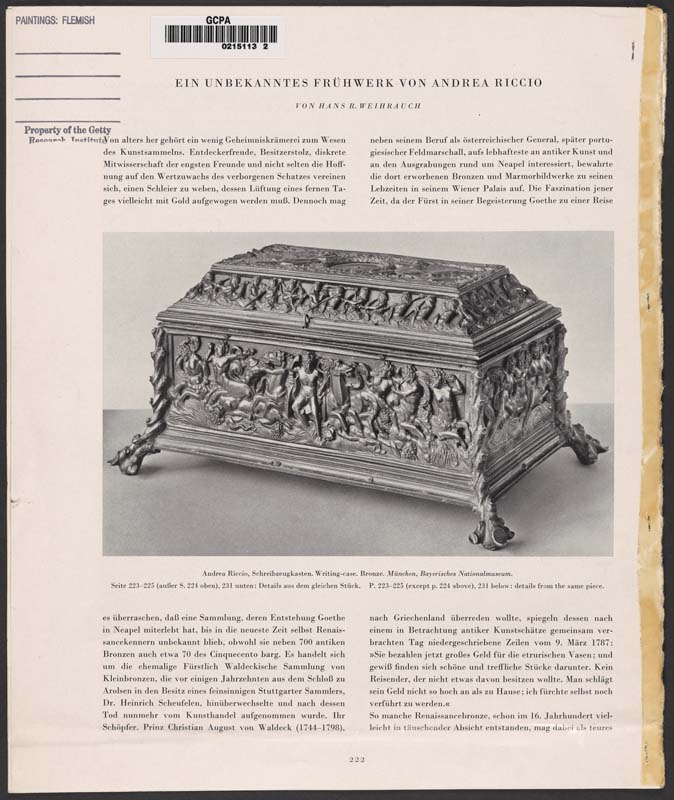 PAINTINGS: FLEMISH
GCPA
0215113 2
Property of the Getty
Research Institute
EIN UNBEKANNTES FRÜHWERK VON ANDREA RICCIO
VON HANS R. WEIHRAUCH
Von alters her gehört ein wenig Geheimniskrämerei zum Wesen
des Kunstsammelns. Entdeckerfreude, Besitzerstolz, diskrete
Mitwisserschaft der engsten Freunde und nicht selten die Hoff-
nung auf den Wertzuwachs des verborgenen Schatzes vereinen
sich, einen Schleier zu weben, dessen Lüftung eines fernen Ta-
ges vielleicht mit Gold aufgewogen werden muß. Dennoch mag
neben seinem Beruf als österreichischer General, später portu-
giesischer Feldmarschall, aufs lebhafteste an antiker Kunst und
an den Ausgrabungen rund um Neapel interessiert, bewahrte
die dort erworbenen Bronzen und Marmorbildwerke zu seinen
Lebzeiten in seinem Wiener Palais auf. Die Faszination jener
Zeit, da der Fürst in seiner Begeisterung Goethe zu einer Reise
Andrea Riccio, Schreibzeugkasten. Writing-case. Bronze. München, Bayerisches Nationalmuseum.
Seite 223–225 (außer S. 224 oben), 231 unten: Details aus dem gleichen Stück. P. 223–225 (except p. 224 above), 231 below: details from the same piece.
es überraschen, daß eine Sammlung, deren Entstehung Goethe
in Neapel miterlebt hat, bis in die neueste Zeit selbst Renais-
sancekennern unbekannt blieb, obwohl sie neben 700 antiken
Bronzen auch etwa 70 des Cinquecento barg. Es handelt sich
um die ehemalige Fürstlich Waldecksche Sammlung von
Kleinbronzen, die vor einigen Jahrzehnten aus dem Schloß zu
Arolsen in den Besitz eines feinsinnigen Stuttgarter Sammlers,
Dr. Heinrich Scheufelen, hinüberwechselte und nach dessen
Tod nunmehr vom Kunsthandel aufgenommen wurde. Ihr
Schöpfer, Prinz Christian August von Waldeck (1744–1798),
nach Griechenland überreden wollte, spiegeln dessen nach
einem in Betrachtung antiker Kunstschätze gemeinsam ver-
brachten Tag niedergeschriebene Zeilen vom 9. März 1787:
»Sie bezahlen jetzt großes Geld für die etrurischen Vasen; und
gewiß finden sich schöne und treffliche Stücke darunter. Kein
Reisender, der nicht etwas davon besitzen wollte. Man schlägt
sein Geld nicht so hoch an als zu Hause; ich fürchte selbst noch
verführt zu werden.«
So manche Renaissancebronze, schon im 16. Jahrhundert viel-
leicht in täuschender Absicht entstanden, mag dabei als teures
222